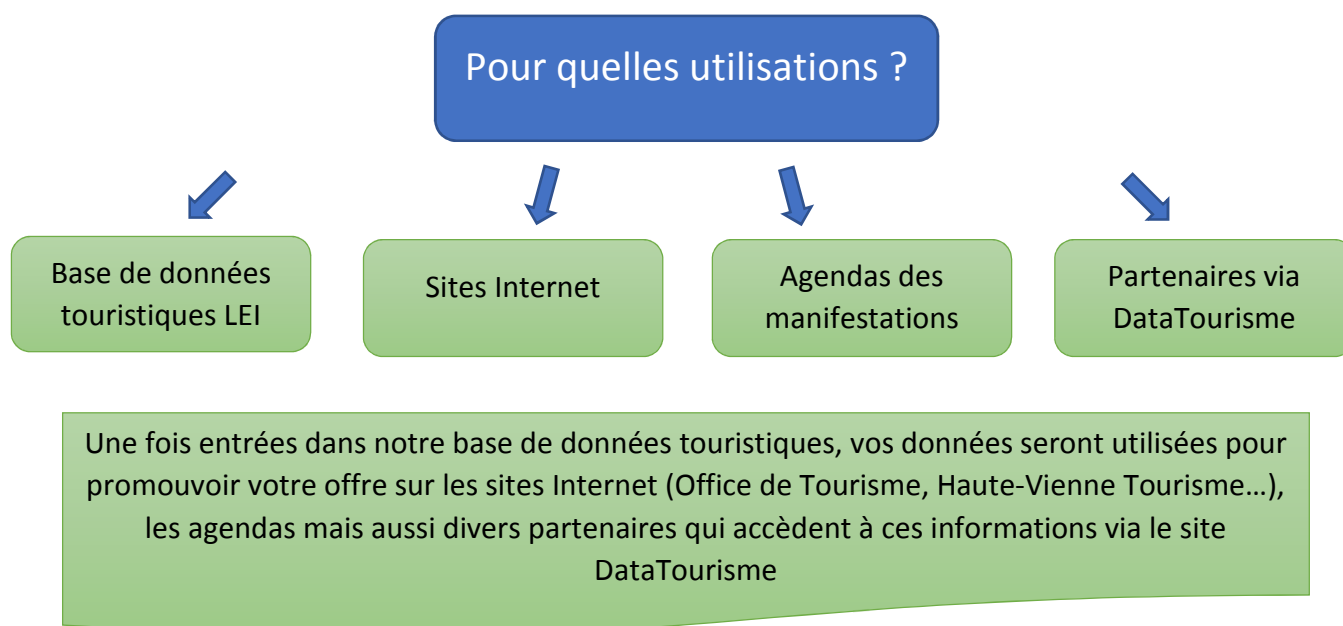 Pour quelles utilisations ?
Base de données
touristiques LEI
Sites Internet
Agendas des
manifestations
Partenaires via
DataTourisme
Une fois entrées dans notre base de données touristiques, vos données seront utilisées pour
promouvoir votre offre sur les sites Internet (Office de Tourisme, Haute-Vienne Tourisme…),
les agendas mais aussi divers partenaires qui accèdent à ces informations via le site
DataTourisme